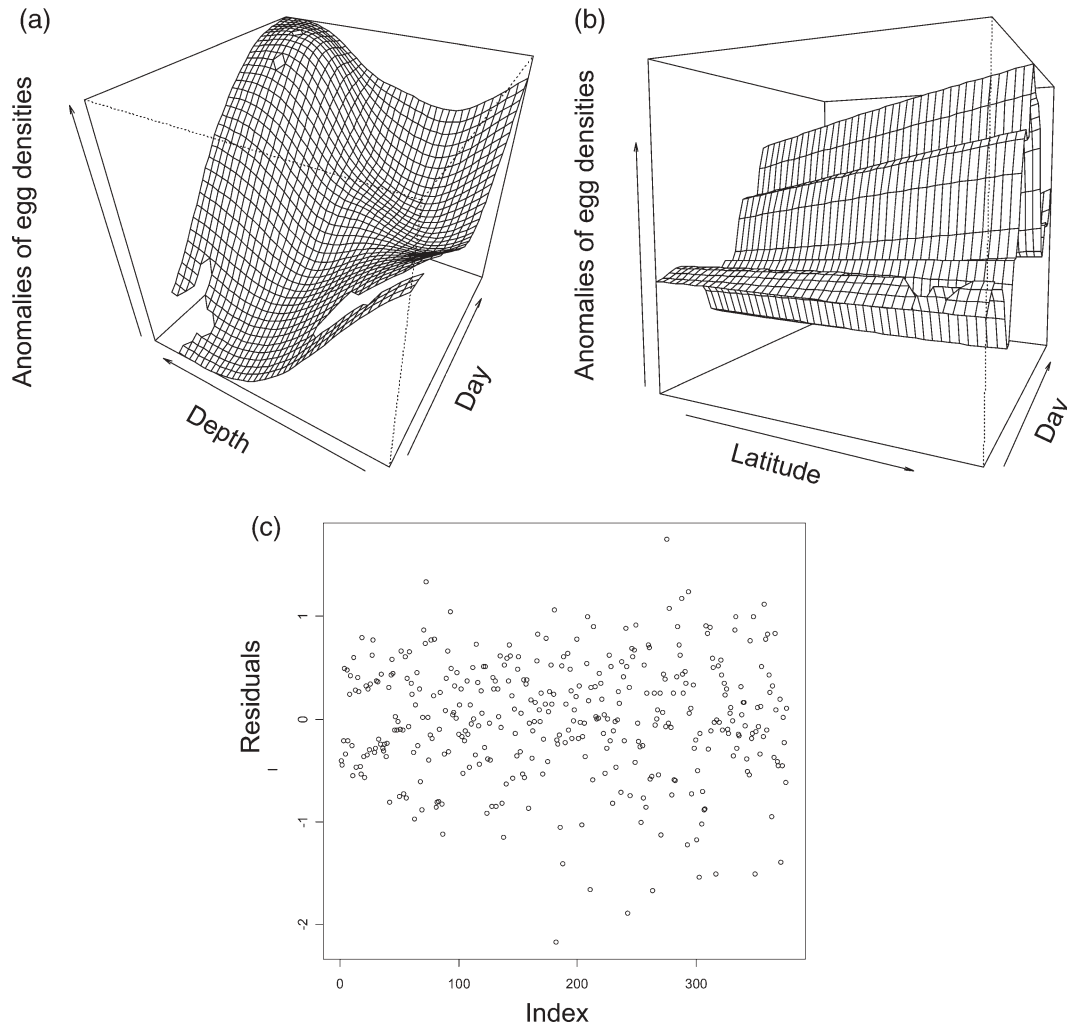 (a)
Anomalies of egg densities
Depth
Day
(b)
Anomalies of egg densities
Latitude
Day
(c)
Residuals
1
0
-1
-2
0
100
200
300
Index